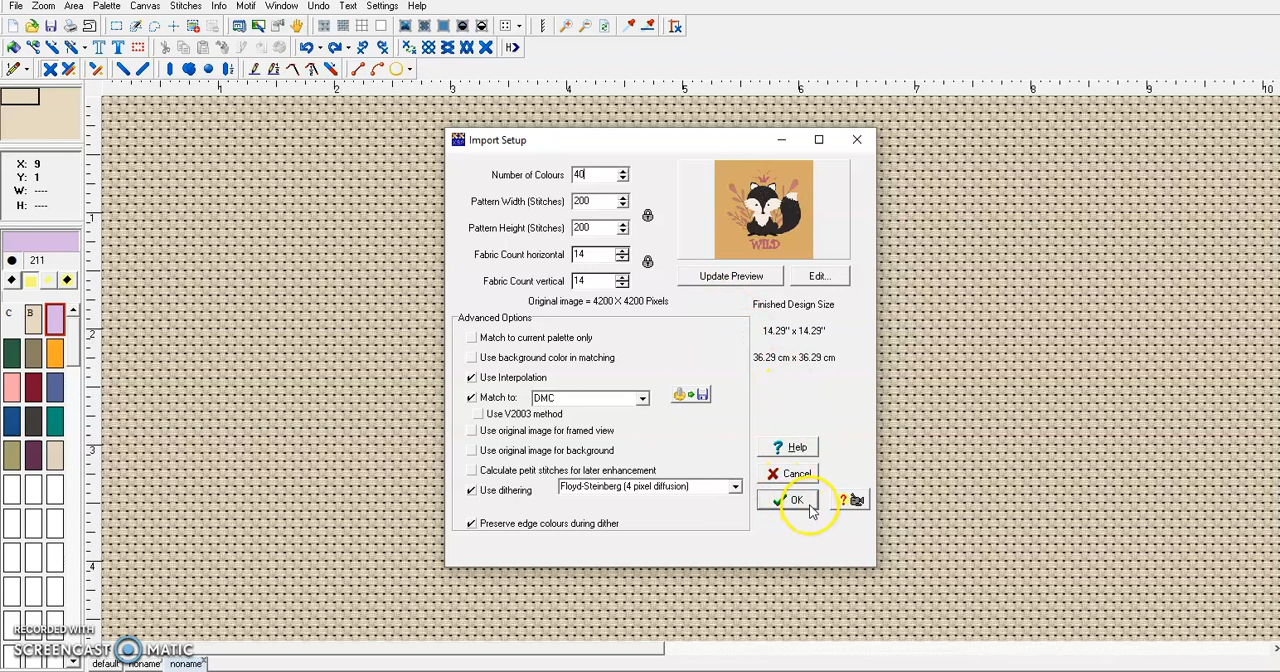 File Zoom Area Palette Canvas Stitches Info Motif Window Undo Text Settings Help
2 3 4 5 6 7 8 9 10
X: 9
Y: 1
W: ----
H: ----
1
211
C B
2
3
4
Import Setup
Number of Colours 40
Pattern Width (Stitches) 200
Pattern Height (Stitches) 200
Fabric Count horizontal 14
Fabric Count vertical 14
Original image = 4200 X 4200 Pixels
WILD
Update Preview Edit...
Finished Design Size
14.29" x 14.29"
36.29 cm x 36.29 cm
Advanced Options
Match to current palette only
Use background color in matching
Use Interpolation
Match to: DMC
Use V2003 method
Use original image for framed view
Use original image for background
Calculate petit stitches for later enhancement
Use dithering Floyd-Steinberg (4 pixel diffusion)
Preserve edge colours during dither
Help
Cancel
OK
RECORDED WITH
SCREENCAST MATIC
default noname noname